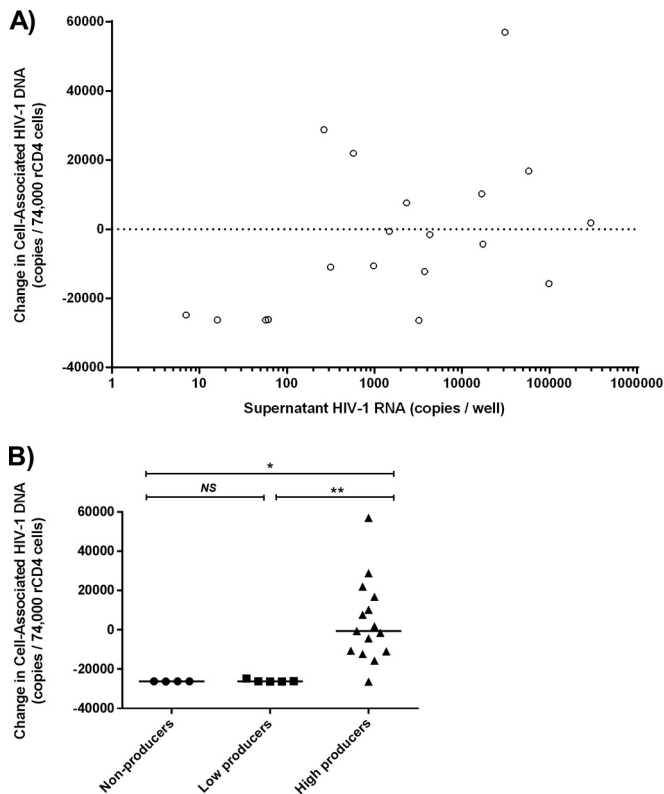 A)
Change in Cell-Associated HIV-1 DNA
(copies / 74,000 rCD4 cells)
60000
40000
20000
0
-20000
-40000
1 10 100 1000 10000 100000 1000000
Supernatant HIV-1 RNA (copies / well)
B)
*
NS **
Change in Cell-Associated HIV-1 DNA
(copies / 74,000 rCD4 cells)
60000
40000
20000
0
-20000
-40000
Non-producers
Low producers
High producers